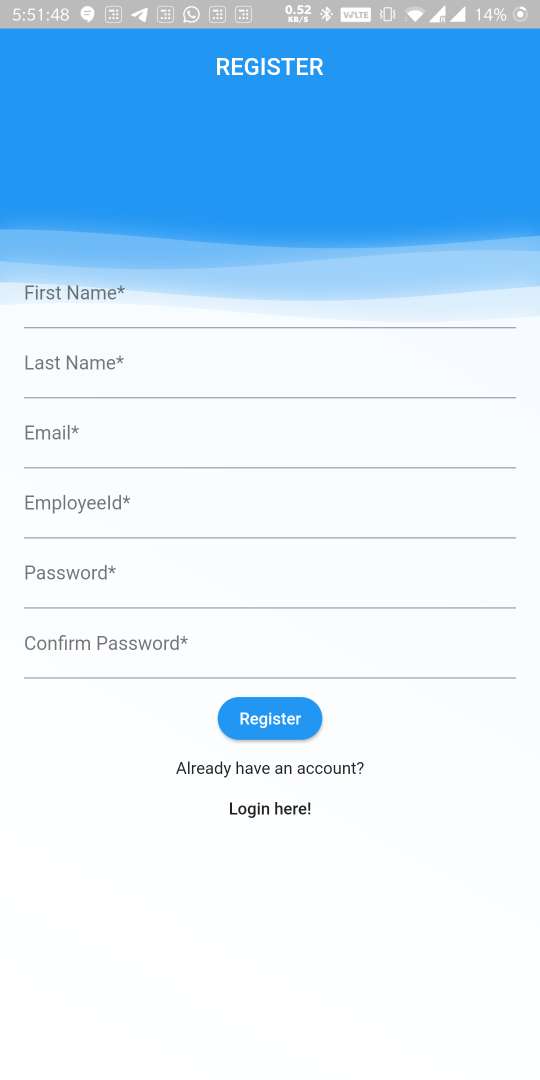 5:51:48
0.52
KB/S
VoLTE
14%
REGISTER
First Name*
Last Name*
Email*
EmployeeId*
Password*
Confirm Password*
Register
Already have an account?
Login here!